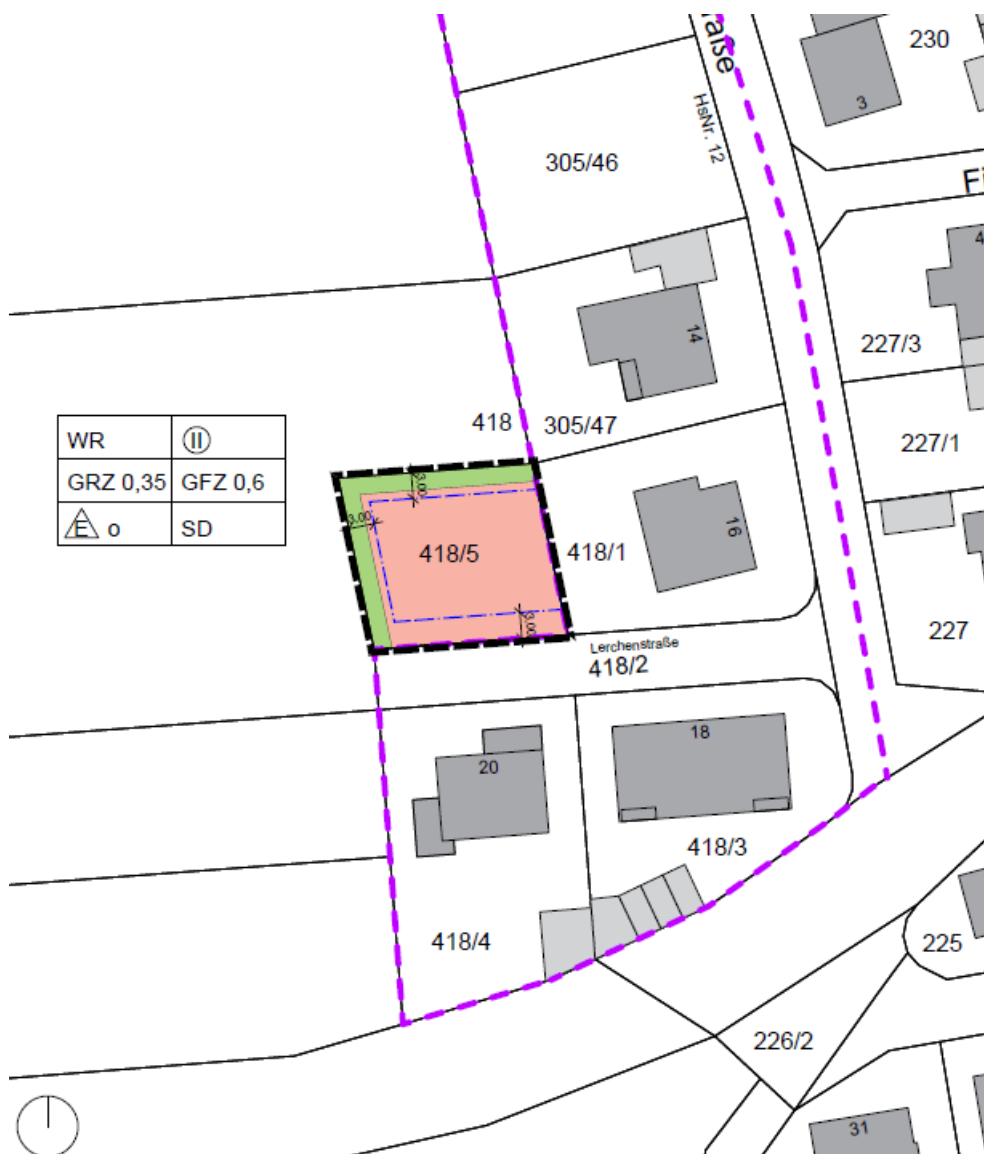 raße
230
3
HsNr. 12
305/46
Fi
4
14
227/3
418
305/47
227/1
WR
II
GRZ 0,35
GFZ 0,6
E o
SD
3.00
3.00
16
418/5
418/1
3.00
227
Lerchenstraße
418/2
18
20
418/3
418/4
225
226/2
31